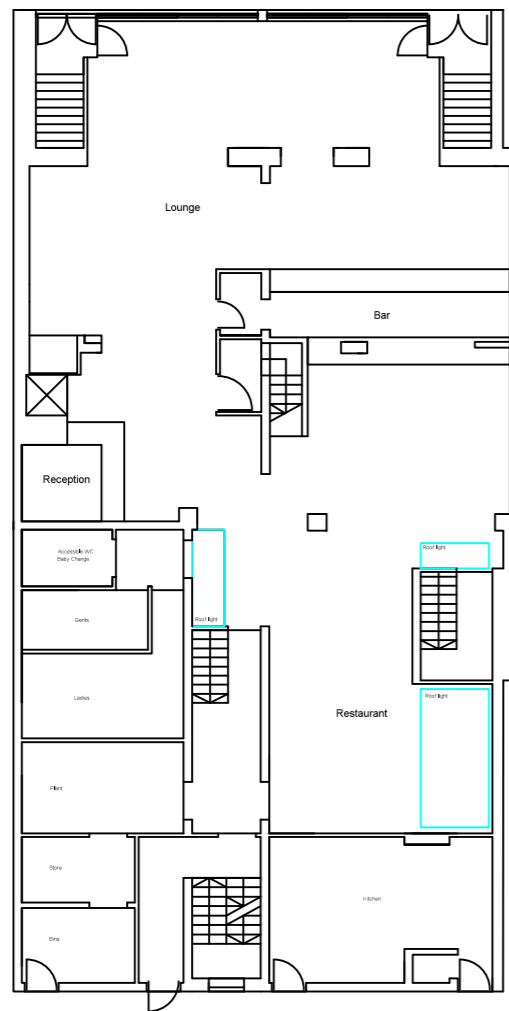 Lounge
Bar
Reception
Accessible WC
Baby Change
Roof light
Gents
Roof light
Ladies
Roof light
Restaurant
Plant
Store
Kitchen
Bins